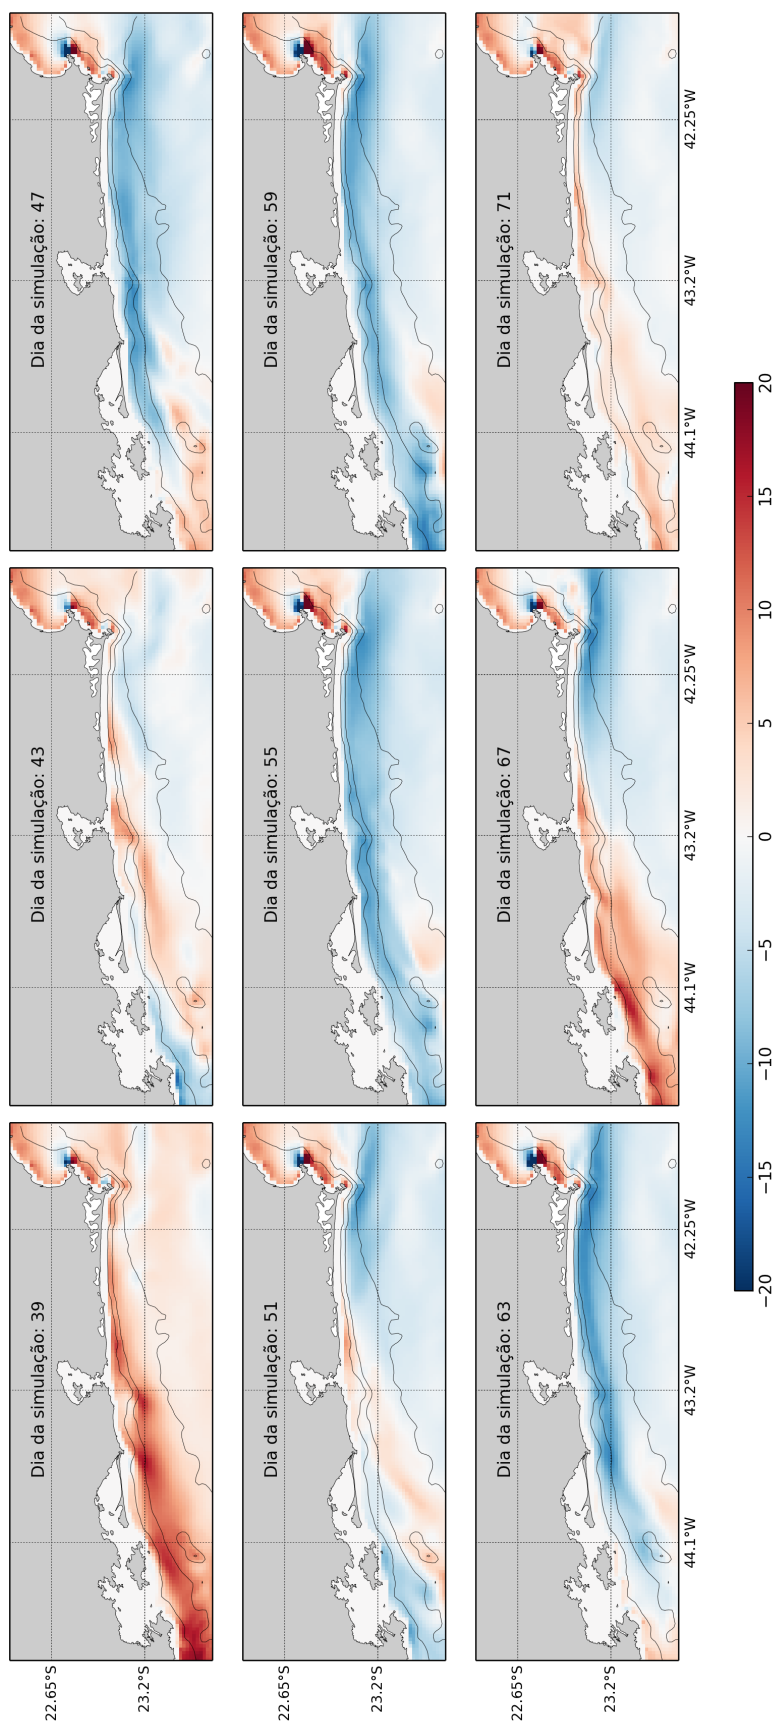 Dia da simulação: 39
Dia da simulação: 43
Dia da simulação: 47
22.65°S
23.2°S
Dia da simulação: 51
Dia da simulação: 55
Dia da simulação: 59
22.65°S
23.2°S
Dia da simulação: 63
Dia da simulação: 67
Dia da simulação: 71
22.65°S
23.2°S
44.1°W 43.2°W 42.25°W 44.1°W 43.2°W 42.25°W 44.1°W 43.2°W 42.25°W
−20 −15 −10 −5 0 5 10 15 20